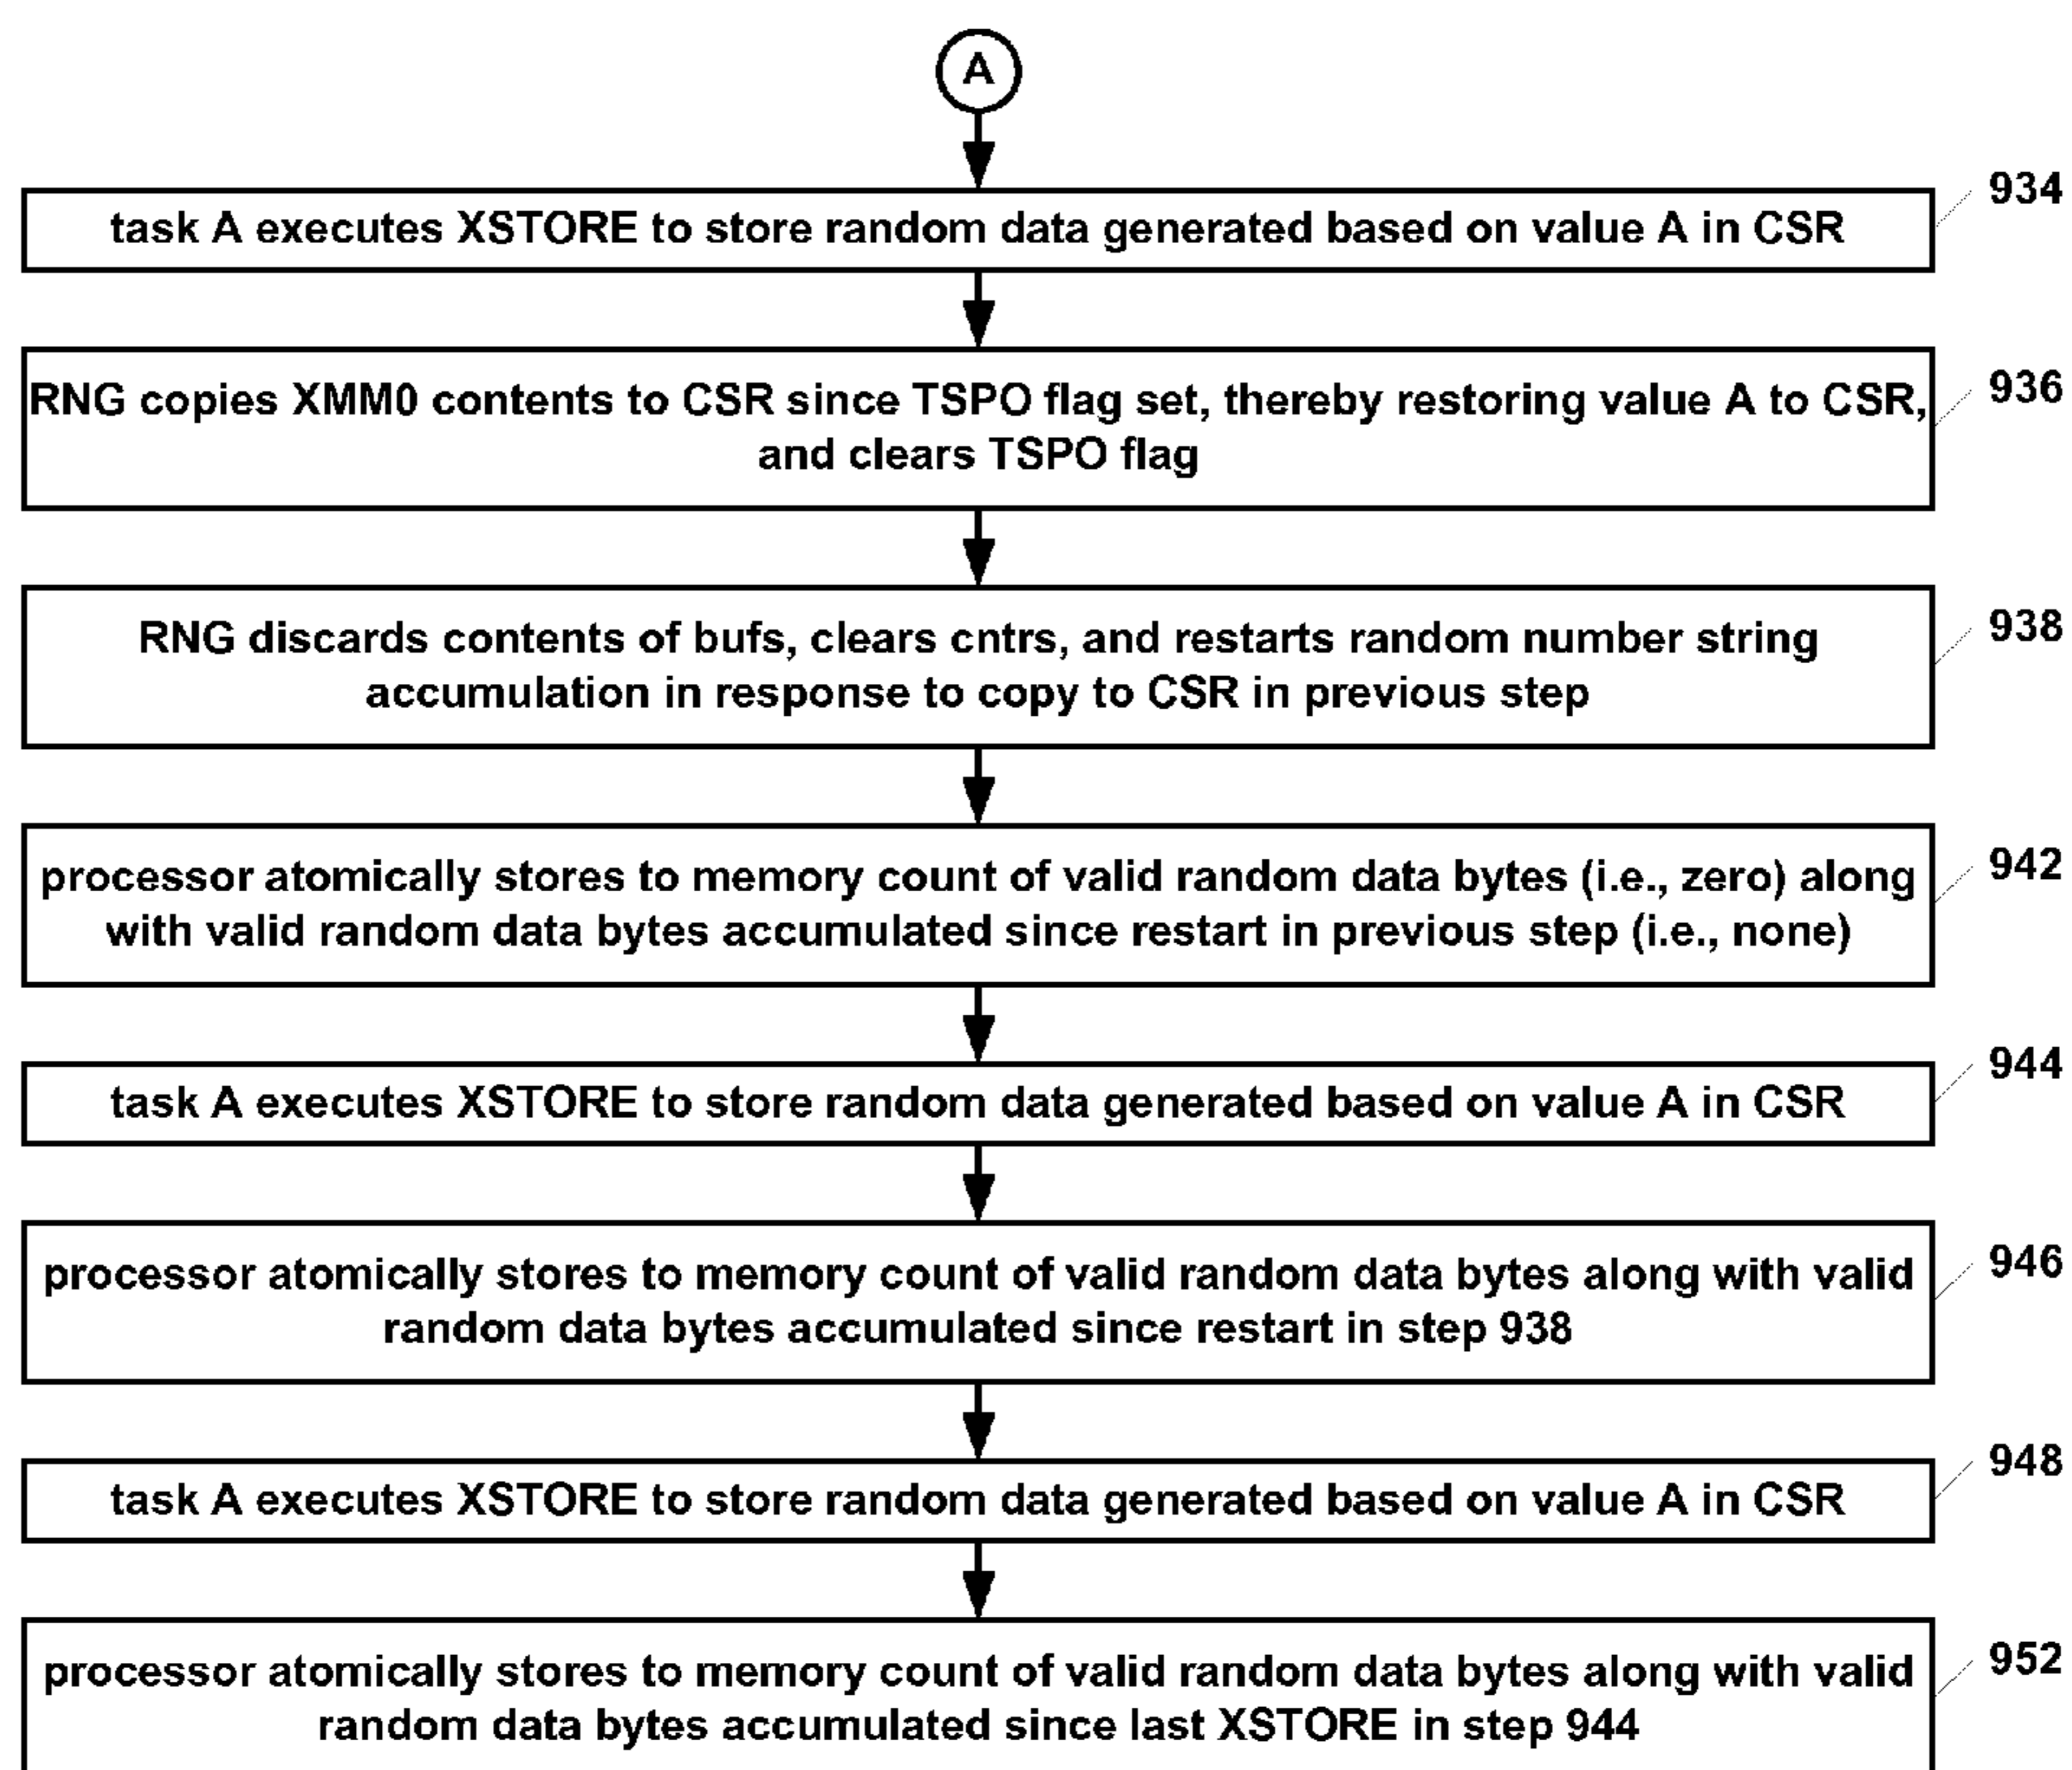 A
934
task A executes XSTORE to store random data generated based on value A in CSR
936
RNG copies XMM0 contents to CSR since TSPO flag set, thereby restoring value A to CSR,
and clears TSPO flag
938
RNG discards contents of bufs, clears cntrs, and restarts random number string
accumulation in response to copy to CSR in previous step
942
processor atomically stores to memory count of valid random data bytes (i.e., zero) along
with valid random data bytes accumulated since restart in previous step (i.e., none)
944
task A executes XSTORE to store random data generated based on value A in CSR
946
processor atomically stores to memory count of valid random data bytes along with valid
random data bytes accumulated since restart in step 938
948
task A executes XSTORE to store random data generated based on value A in CSR
952
processor atomically stores to memory count of valid random data bytes along with valid
random data bytes accumulated since last XSTORE in step 944